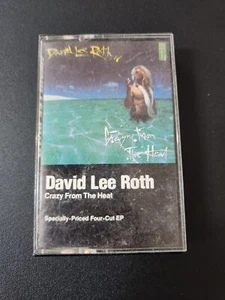 David Lee Roth
Crazy From
The Heat
David Lee Roth
Crazy From The Heat
Specially-Priced Four-Cut EP